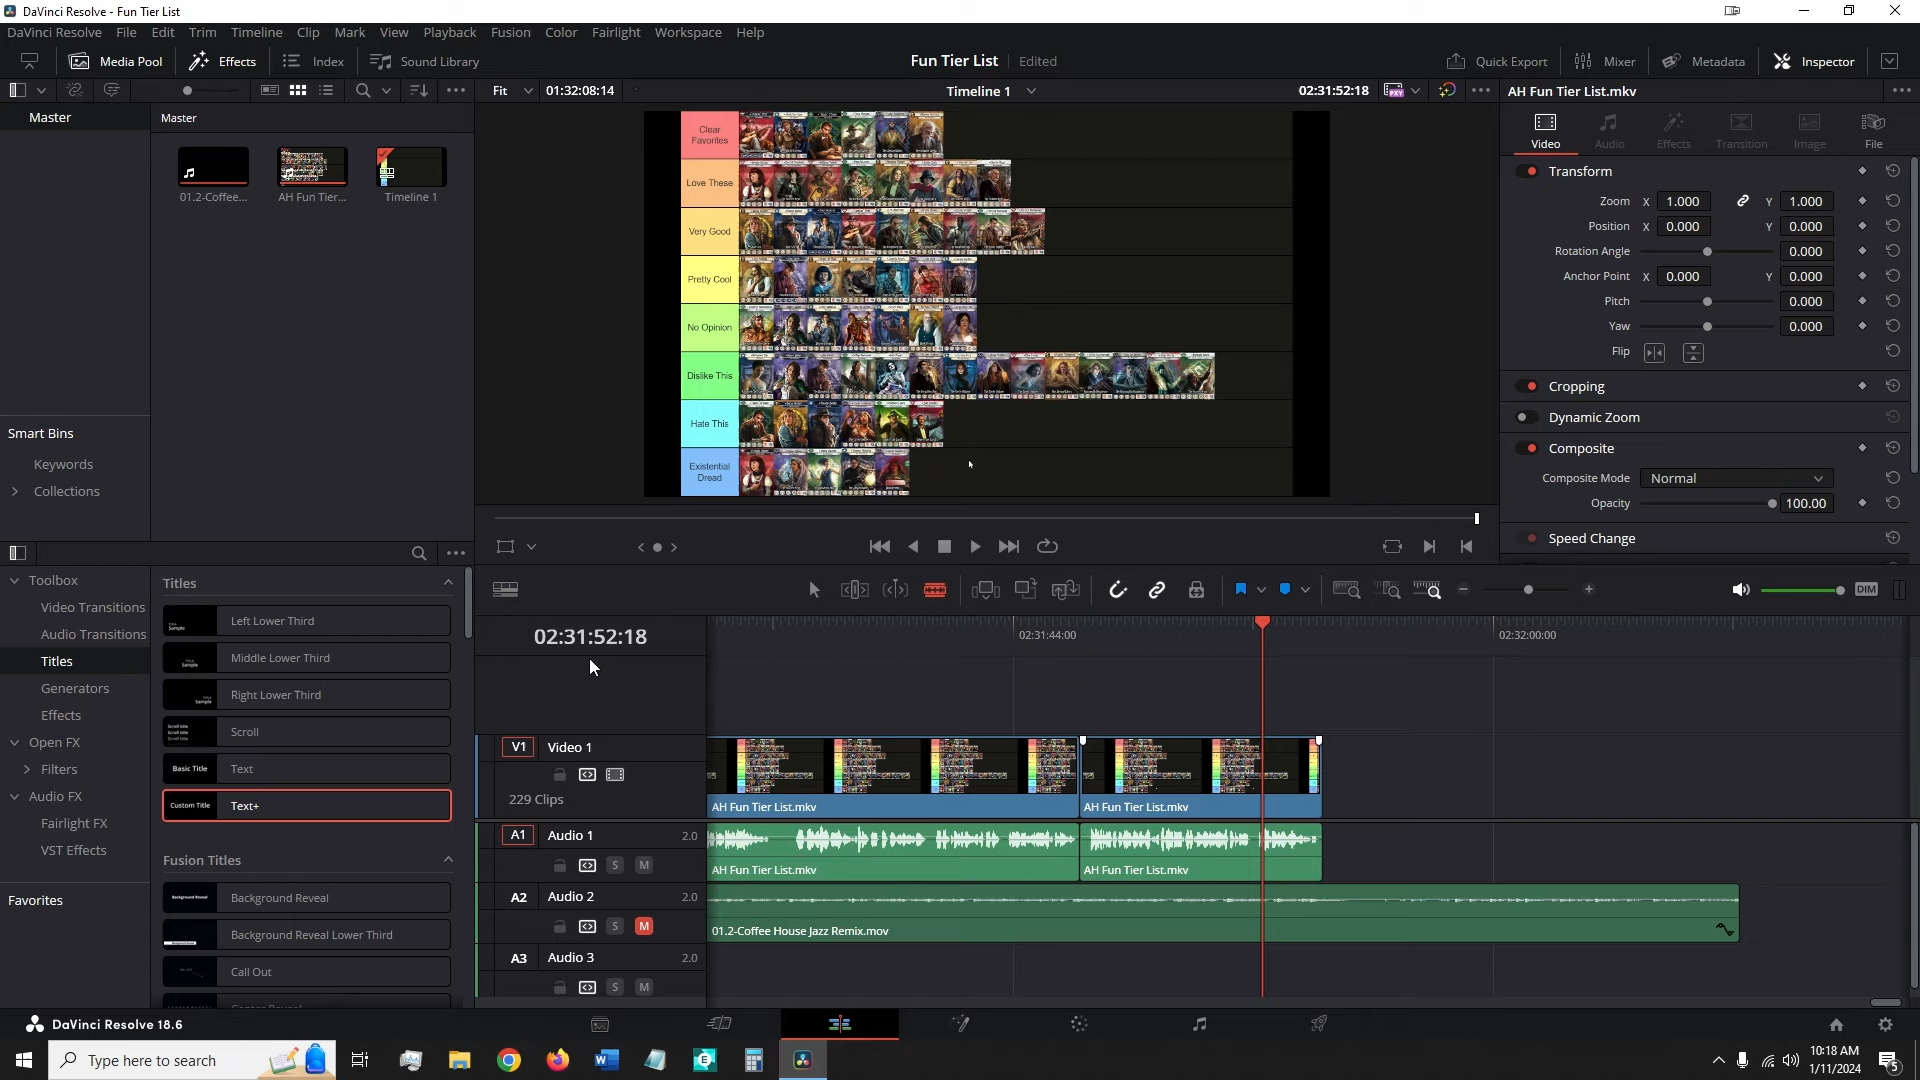 DaVinci Resolve - Fun Tier List
DaVinci Resolve File Edit Trim Timeline Clip Mark View Playback Fusion Color Fairlight Workspace Help
Media Pool Effects Index Sound Library Fun Tier List Edited Quick Export Mixer Metadata Inspector
Fit 01:32:08:14 Timeline 1 02:31:52:18 AH Fun Tier List.mkv
Master
Master
01.2-Coffee...
AH Fun Tier...
Timeline 1
Smart Bins
Keywords
Collections
Clear Favorites
Love These
Very Good
Pretty Cool
No Opinion
Dislike This
Hate This
Existential Dread
Video Audio Effects Transition Image File
Transform
Zoom X 1.000 Y 1.000
Position X 0.000 Y 0.000
Rotation Angle 0.000
Anchor Point X 0.000 Y 0.000
Pitch 0.000
Yaw 0.000
Flip
Cropping
Dynamic Zoom
Composite
Composite Mode Normal
Opacity 100.00
Speed Change
Toolbox
Video Transitions
Audio Transitions
Titles
Generators
Effects
Open FX
Filters
Audio FX
Fairlight FX
VST Effects
Favorites
Titles
Left Lower Third
Middle Lower Third
Right Lower Third
Scroll
Basic Title Text
Custom Title Text+
Fusion Titles
Background Reveal
Background Reveal Lower Third
Call Out
DIM
02:31:52:18
02:31:44:00 02:32:00:00
V1 Video 1
229 Clips
AH Fun Tier List.mkv AH Fun Tier List.mkv
A1 Audio 1 2.0
S M
AH Fun Tier List.mkv AH Fun Tier List.mkv
A2 Audio 2 2.0
S M
01.2-Coffee House Jazz Remix.mov
A3 Audio 3 2.0
S M
DaVinci Resolve 18.6
Type here to search
10:18 AM
1/11/2024
5